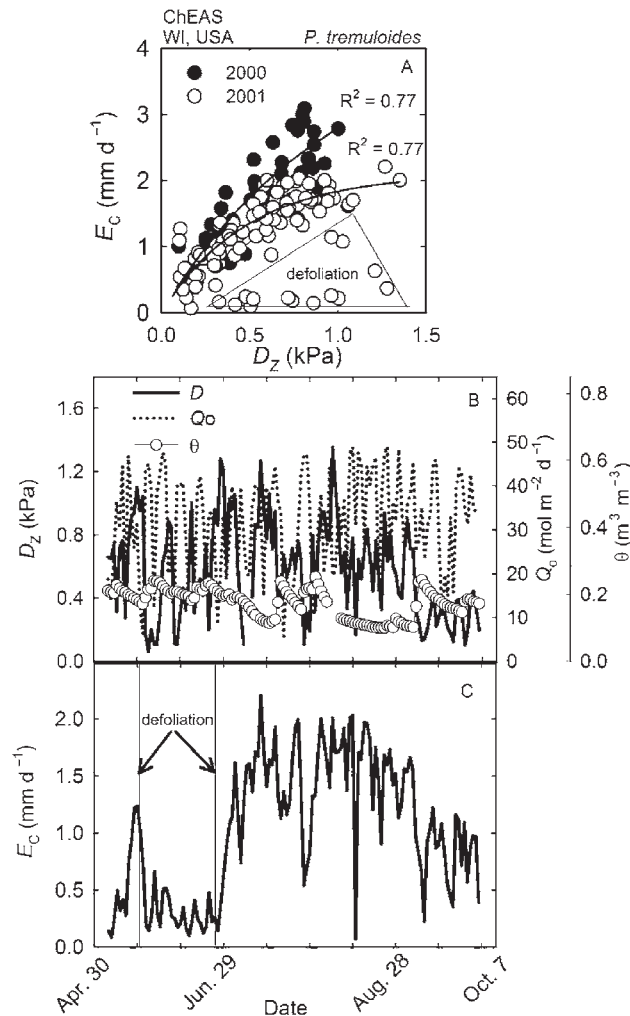 ChEAS
WI, USA P. tremuloides
A
2000
2001
R² = 0.77
R² = 0.77
defoliation
4
3
2
1
0
E_C (mm d⁻¹)
0.0 0.5 1.0 1.5
D_Z (kPa)
B
D
Qo
θ
1.6
1.2
0.8
0.4
0.0
D_Z (kPa)
60
50
40
30
20
10
0
Q_o (mol m⁻² d⁻¹)
0.8
0.6
0.4
0.2
0.0
θ (m³ m⁻³)
C
defoliation
2.0
1.5
1.0
0.5
0.0
E_C (mm d⁻¹)
Apr. 30 Jun. 29 Aug. 28 Oct. 7
Date